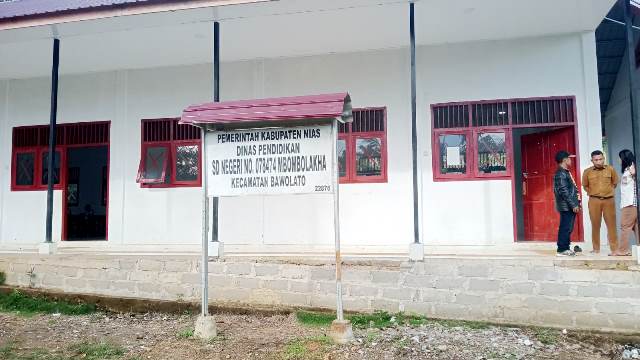 PEMERINTAH KABUPATEN NIAS
DINAS PENDIDIKAN
SD NEGERI NO. 078474 MBOMBOLAKHA
KECAMATAN BAWOLATO
22876